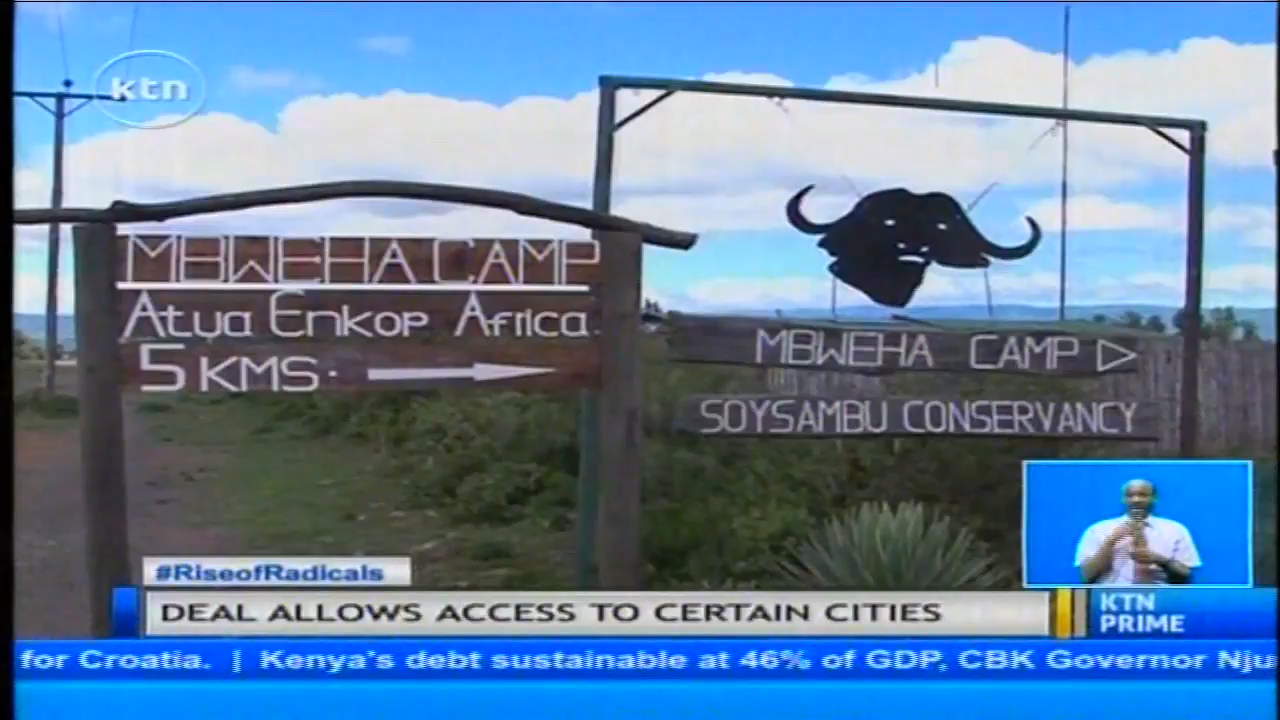 ktn
MBWEHA CAMP
Atua Enkop Africa.
5 KMS.
MBWEHA CAMP
SOYSAMBU CONSERVANCY
#RiseofRadicals
DEAL ALLOWS ACCESS TO CERTAIN CITIES
KTN
PRIME
for Croatia. | Kenya's debt sustainable at 46% of GDP, CBK Governor Nju